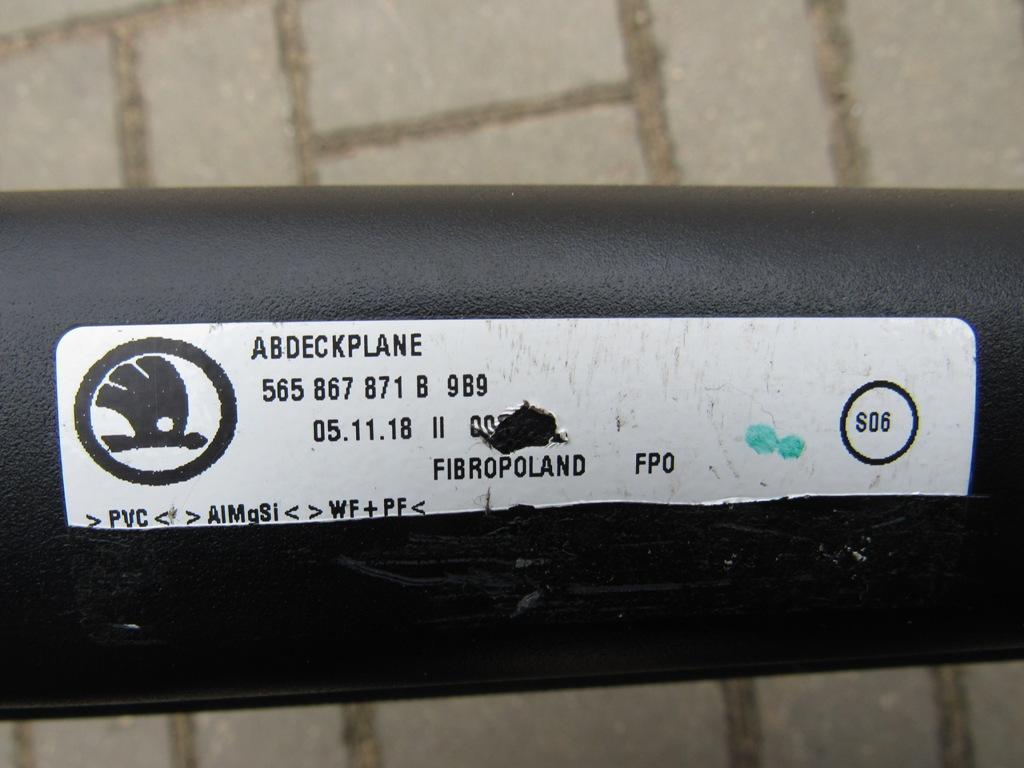 ABDECKPLANE
565 867 871 B 9B9
05.11.18 II
S06
FIBROPOLAND FPO
>PVC< >AlMgSi< >WF+PF<